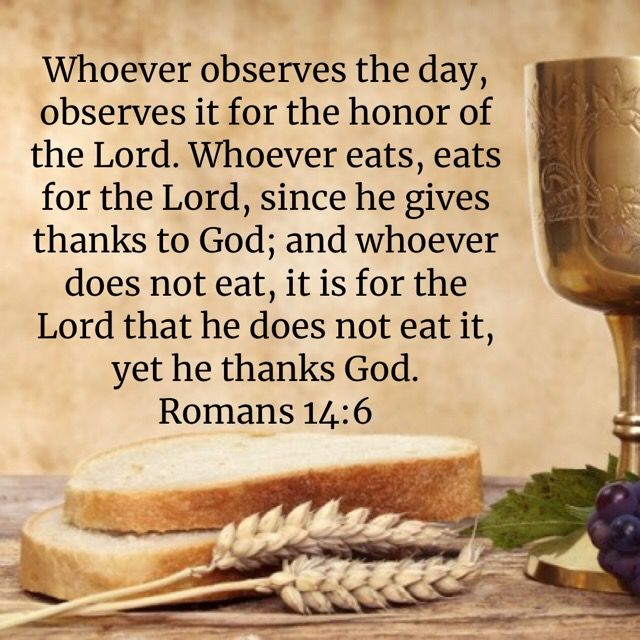 Whoever observes the day,
observes it for the honor of
the Lord. Whoever eats, eats
for the Lord, since he gives
thanks to God; and whoever
does not eat, it is for the
Lord that he does not eat it,
yet he thanks God.
Romans 14:6